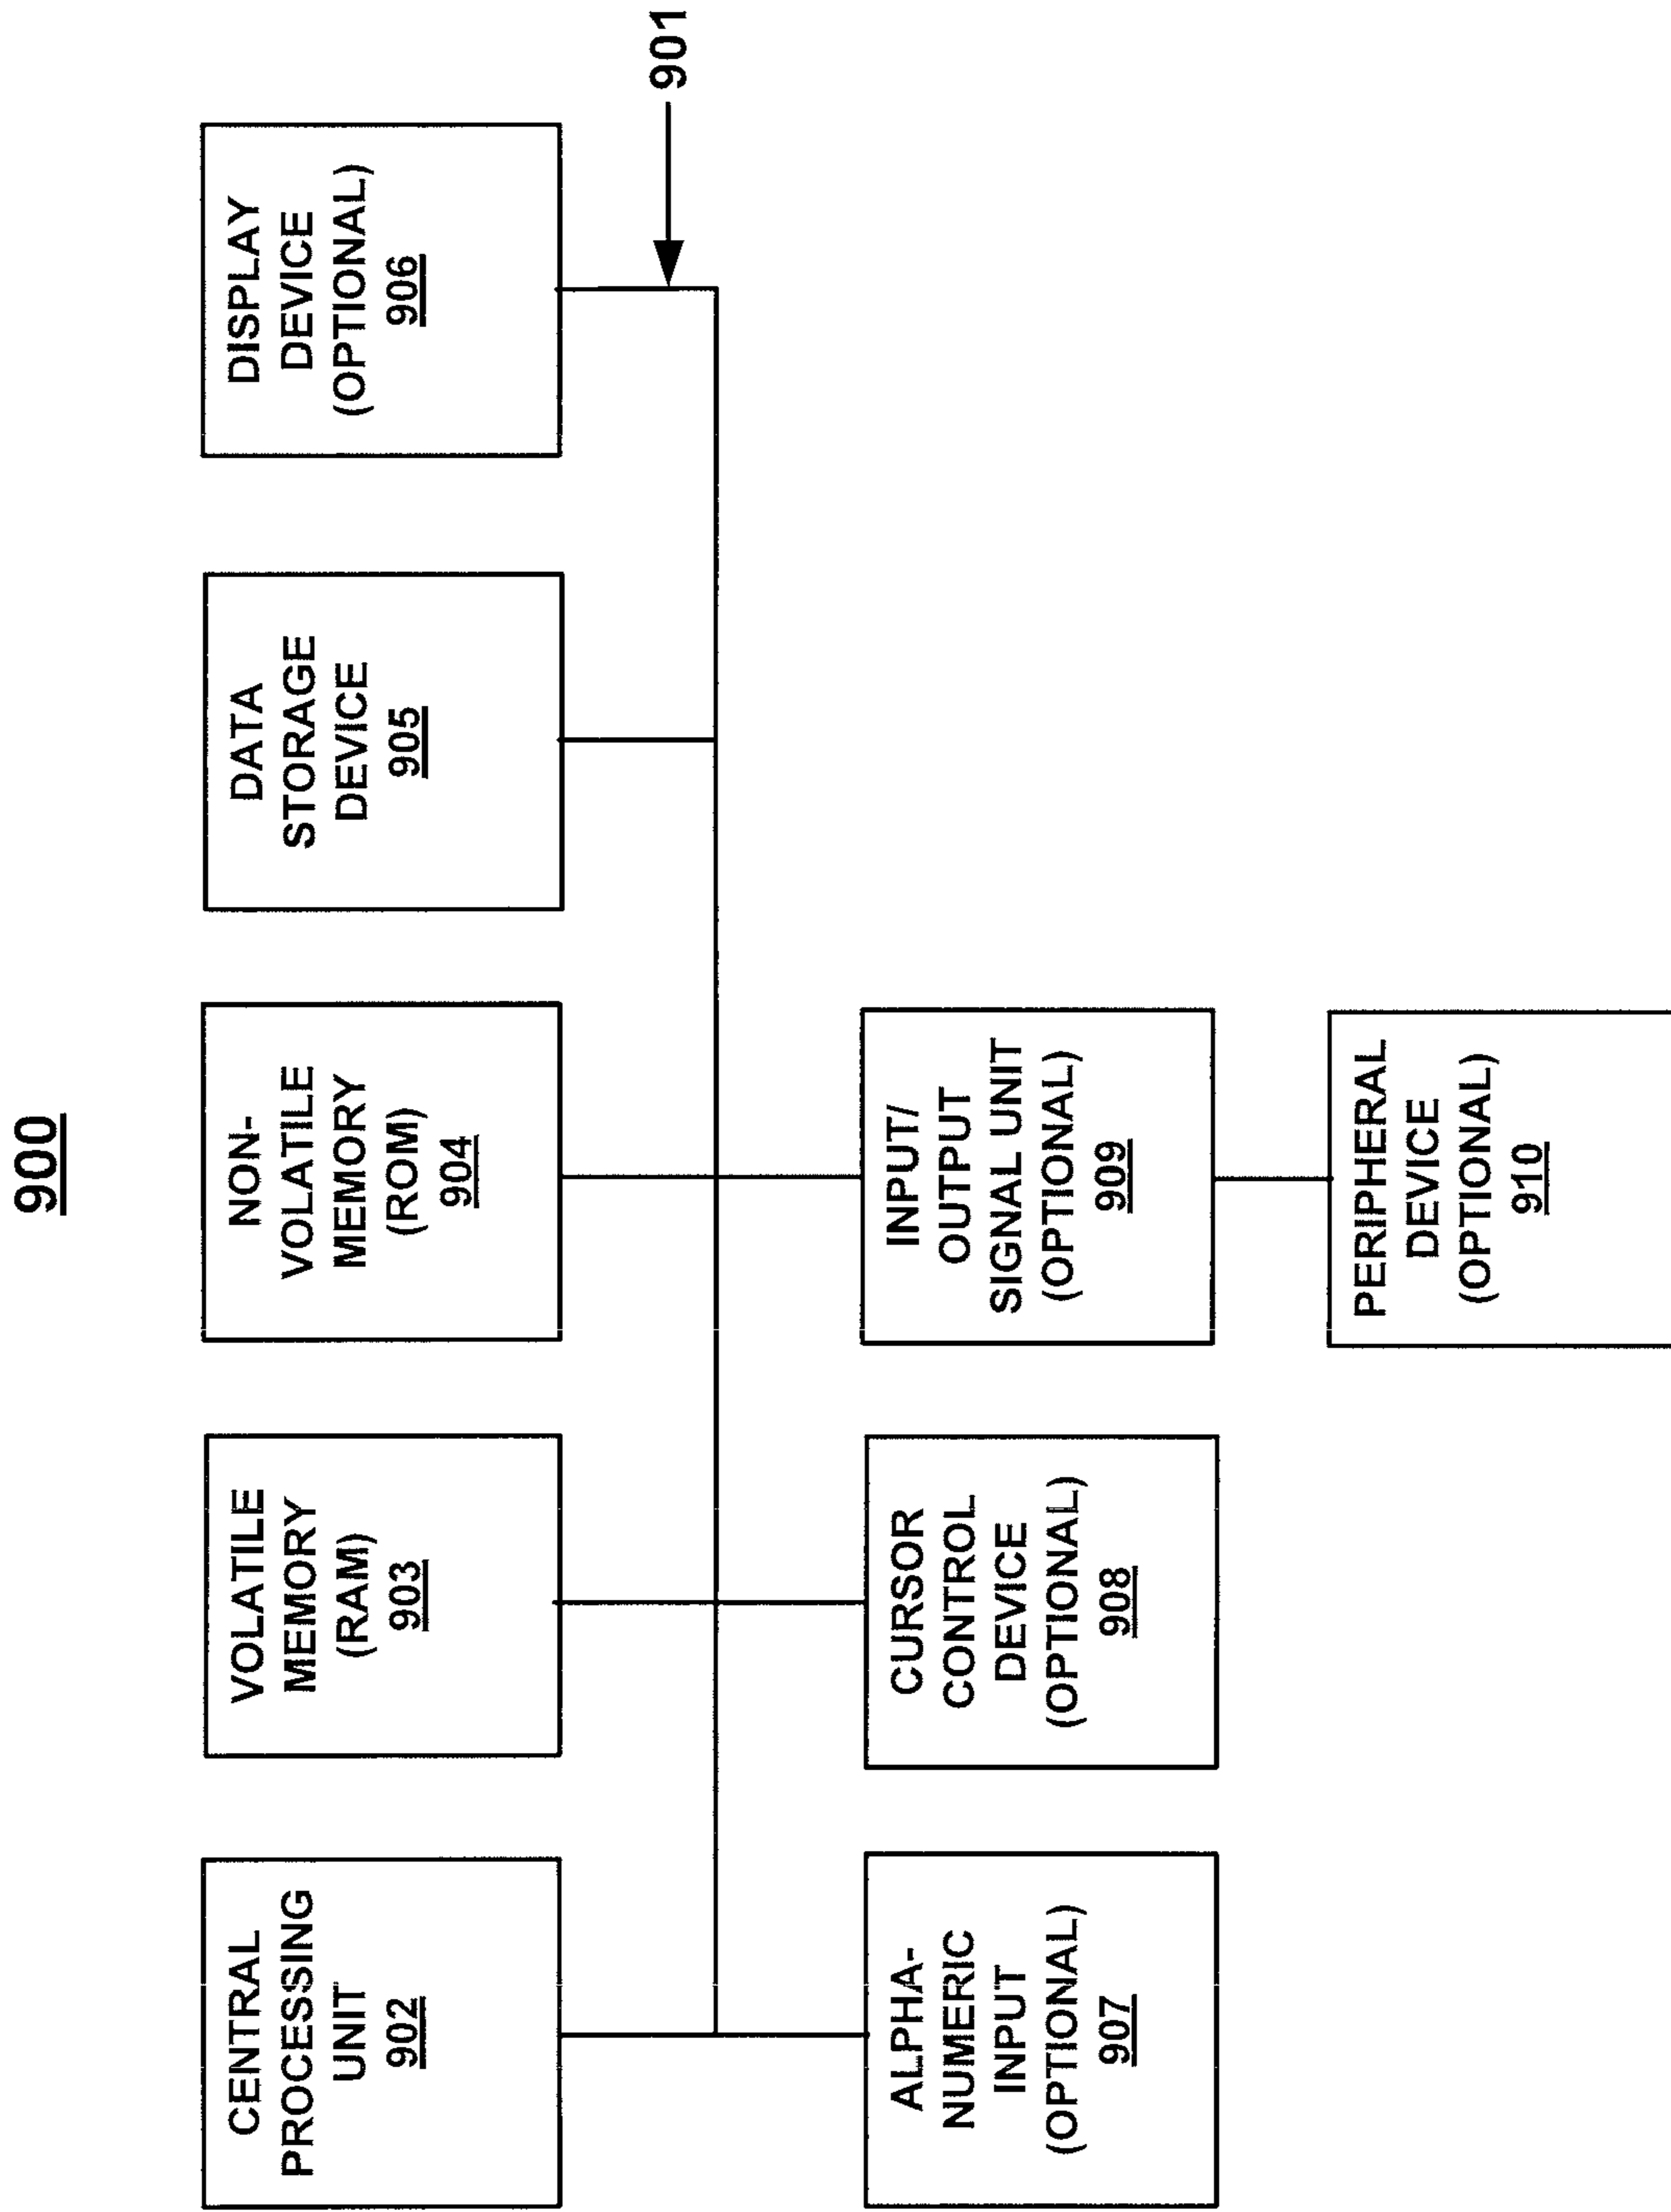 900
CENTRAL
PROCESSING
UNIT
902
VOLATILE
MEMORY
(RAM)
903
NON-
VOLATILE
MEMORY
(ROM)
904
DATA
STORAGE
DEVICE
905
DISPLAY
DEVICE
(OPTIONAL)
906
901
ALPHA-
NUMERIC
INPUT
(OPTIONAL)
907
CURSOR
CONTROL
DEVICE
(OPTIONAL)
908
INPUT/
OUTPUT
SIGNAL UNIT
(OPTIONAL)
909
PERIPHERAL
DEVICE
(OPTIONAL)
910